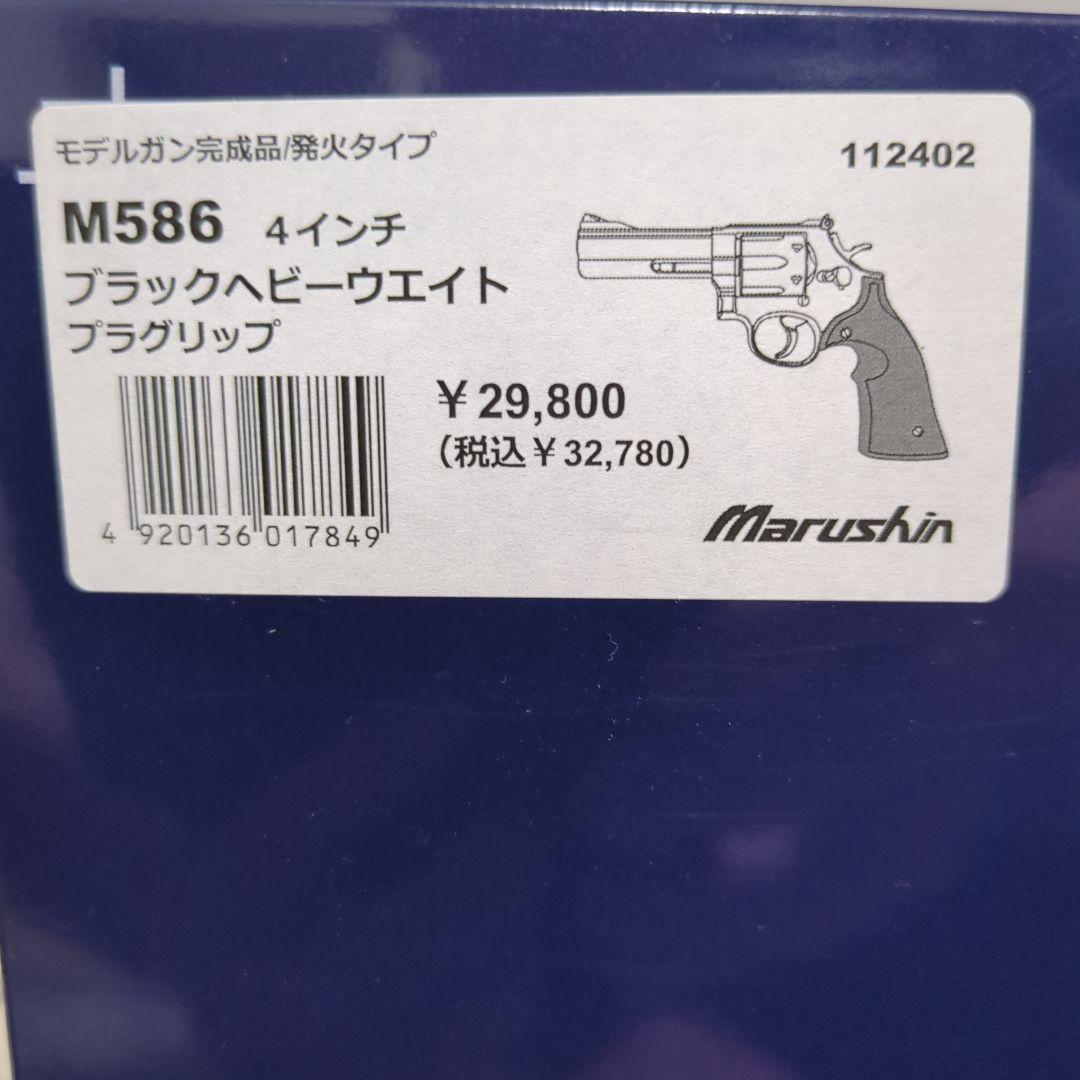 モデルガン完成品/発火タイプ
112402
M586 4インチ
ブラックヘビーウエイト
プラグリップ
¥29,800
(税込¥32,780)
4 920136 017849
Marushin